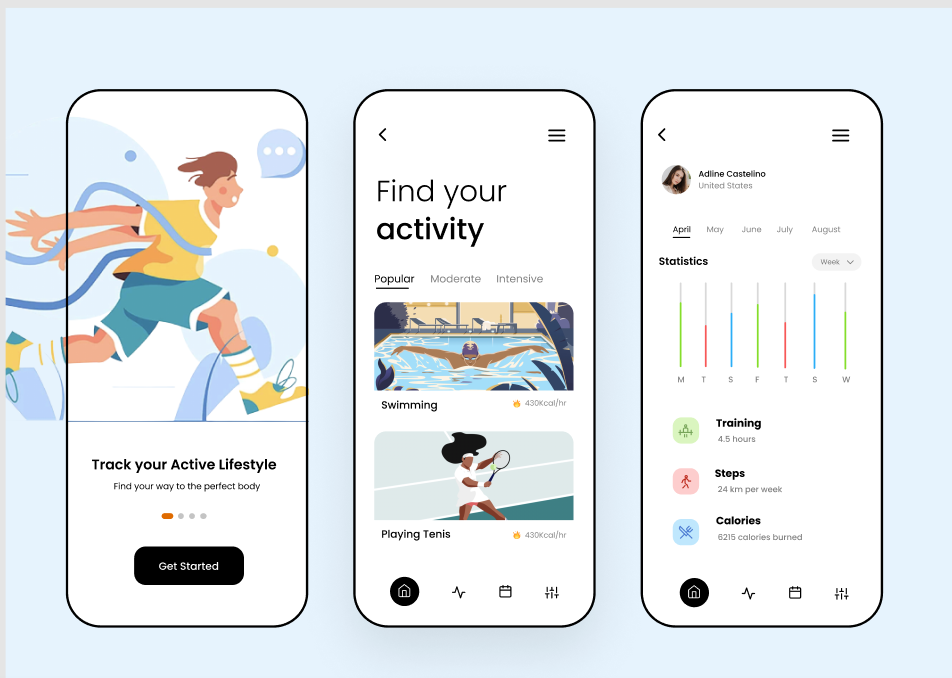 Track your Active Lifestyle
Find your way to the perfect body
Get Started
Find your
activity
Popular Moderate Intensive
Swimming 430Kcal/hr
Playing Tenis 430Kcal/hr
Adline Castelino
United States
April May June July August
Statistics Week
M T S F T S W
Training
4.5 hours
Steps
24 km per week
Calories
6215 calories burned